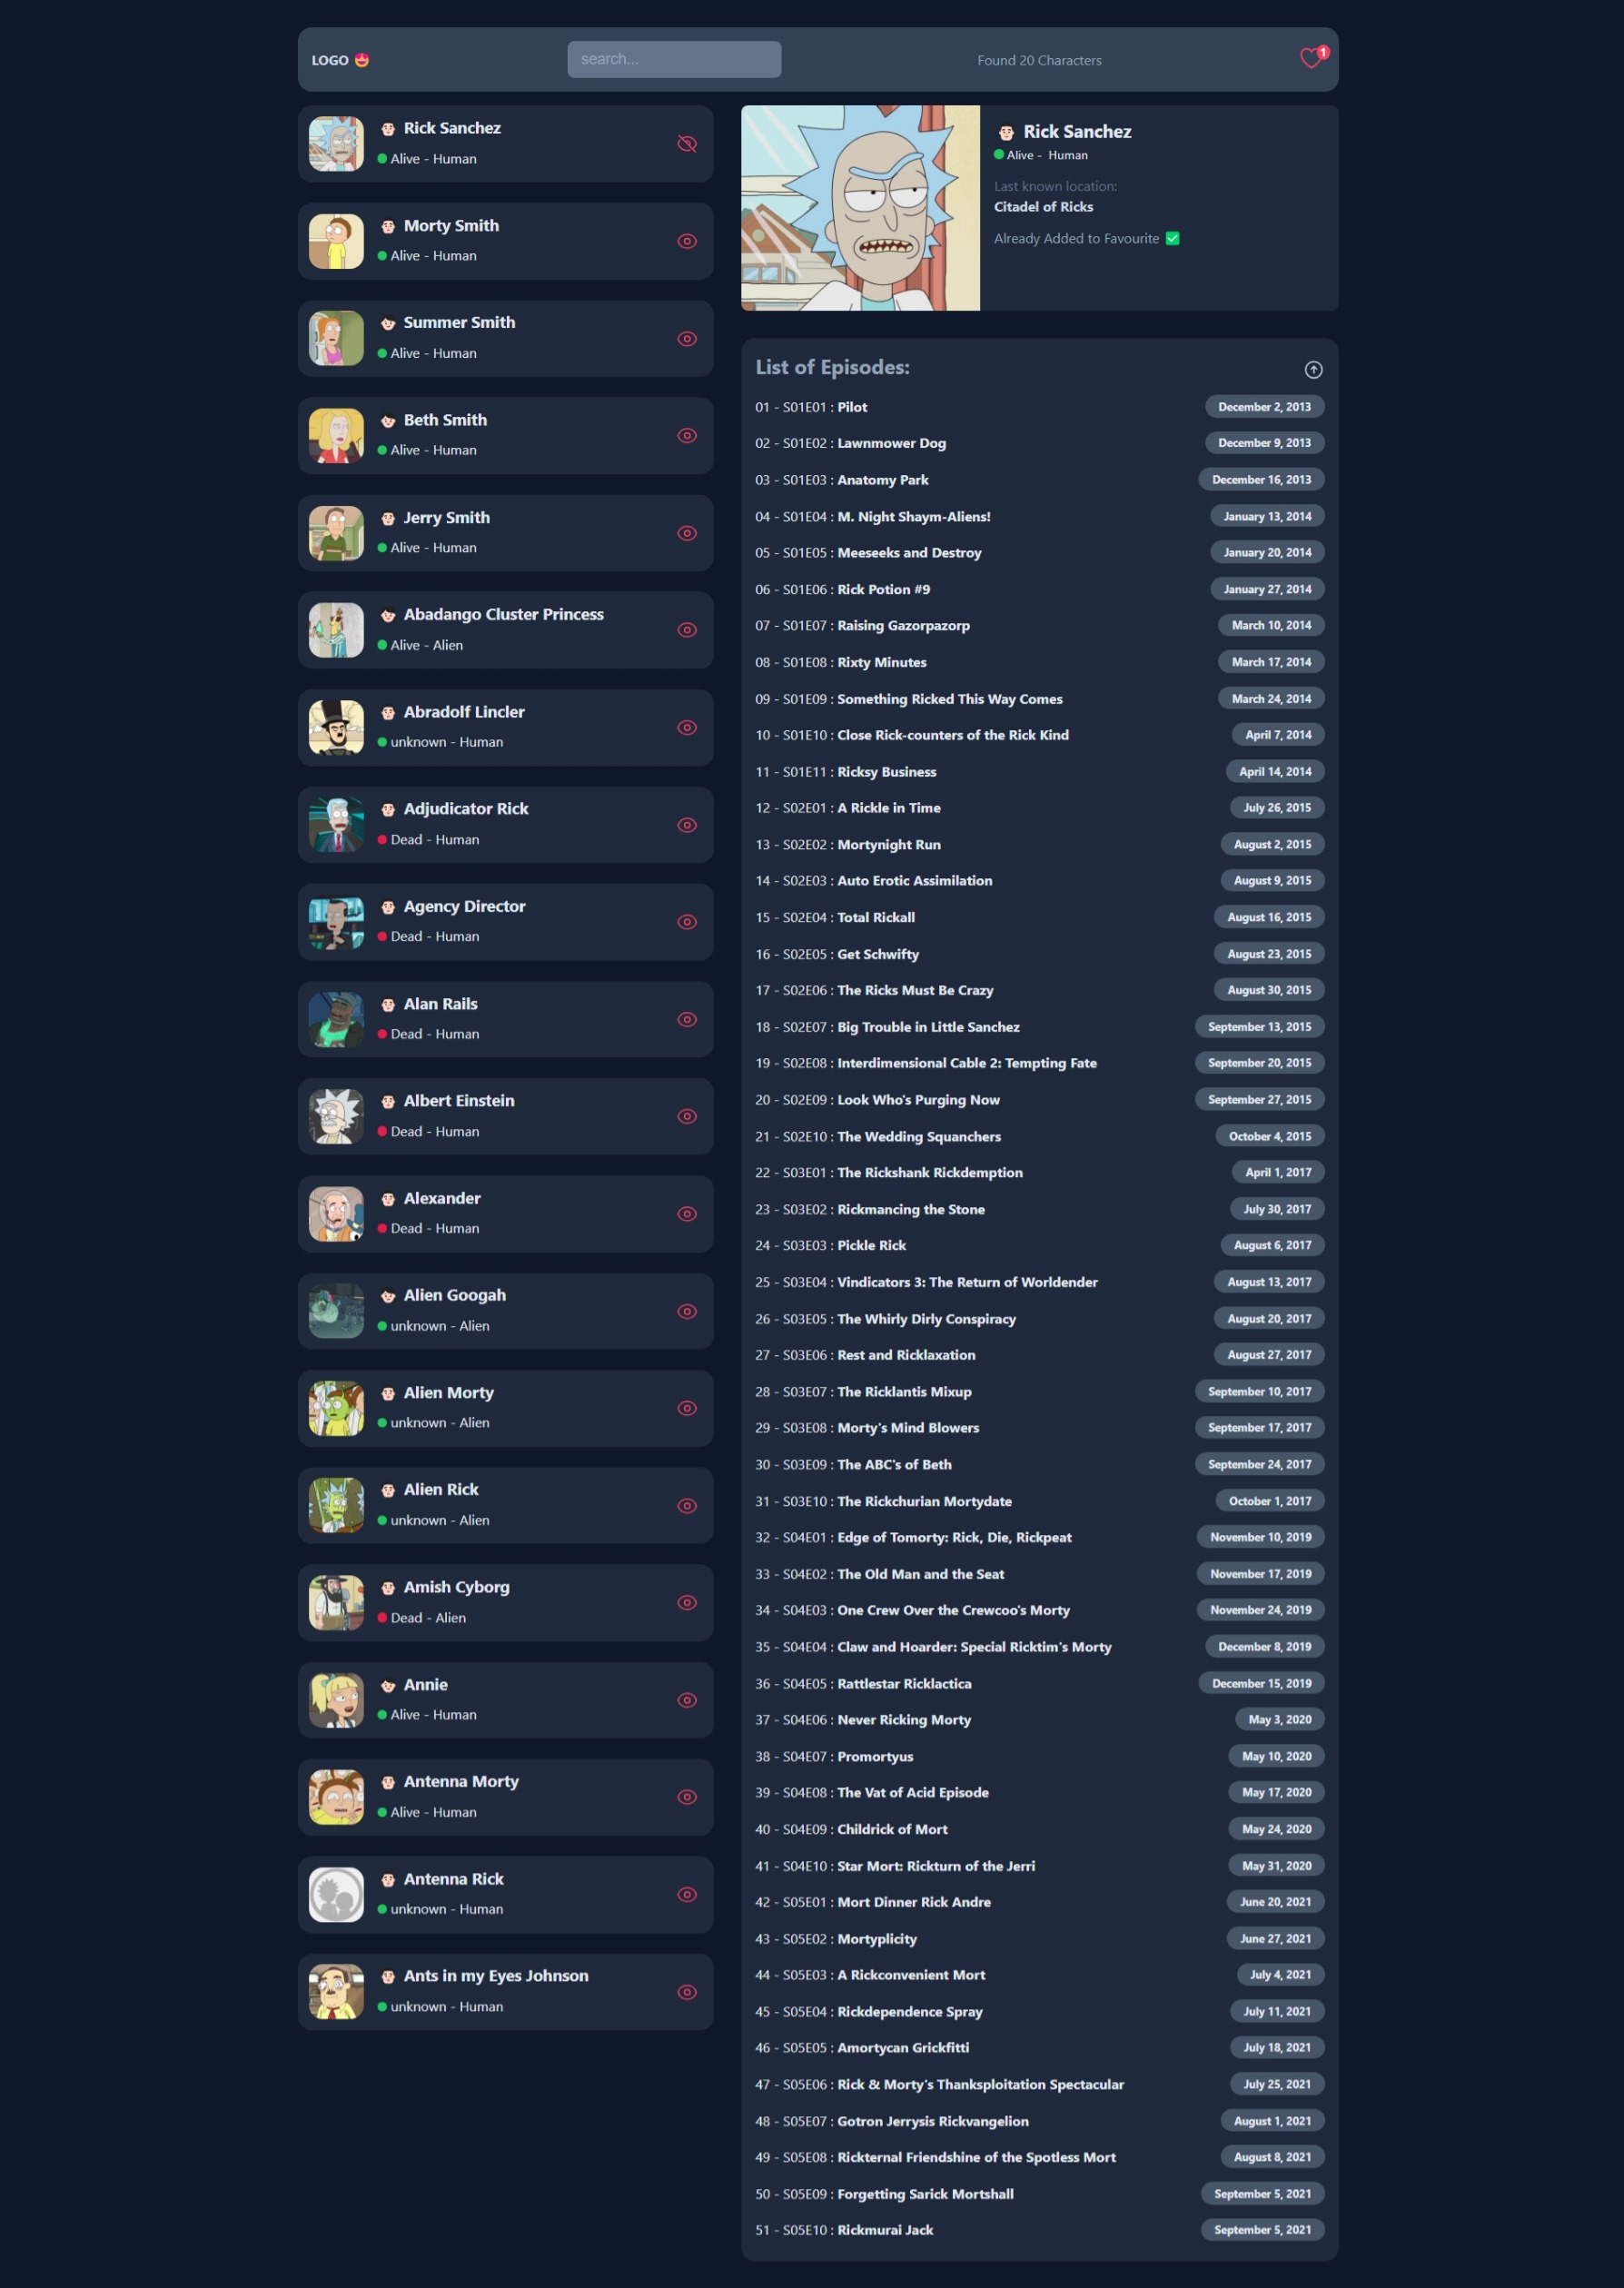 LOGO 😍
search...
Found 20 Characters
1
Rick Sanchez
Alive - Human
Morty Smith
Alive - Human
Summer Smith
Alive - Human
Beth Smith
Alive - Human
Jerry Smith
Alive - Human
Abadango Cluster Princess
Alive - Alien
Abradolf Lincler
unknown - Human
Adjudicator Rick
Dead - Human
Agency Director
Dead - Human
Alan Rails
Dead - Human
Albert Einstein
Dead - Human
Alexander
Dead - Human
Alien Googah
unknown - Alien
Alien Morty
unknown - Alien
Alien Rick
unknown - Alien
Amish Cyborg
Dead - Alien
Annie
Alive - Human
Antenna Morty
Alive - Human
Antenna Rick
unknown - Human
Ants in my Eyes Johnson
unknown - Human
Rick Sanchez
Alive - Human
Last known location:
Citadel of Ricks
Already Added to Favourite ✅
List of Episodes:
01 - S01E01 : Pilot December 2, 2013
02 - S01E02 : Lawnmower Dog December 9, 2013
03 - S01E03 : Anatomy Park December 16, 2013
04 - S01E04 : M. Night Shaym-Aliens! January 13, 2014
05 - S01E05 : Meeseeks and Destroy January 20, 2014
06 - S01E06 : Rick Potion #9 January 27, 2014
07 - S01E07 : Raising Gazorpazorp March 10, 2014
08 - S01E08 : Rixty Minutes March 17, 2014
09 - S01E09 : Something Ricked This Way Comes March 24, 2014
10 - S01E10 : Close Rick-counters of the Rick Kind April 7, 2014
11 - S01E11 : Ricksy Business April 14, 2014
12 - S02E01 : A Rickle in Time July 26, 2015
13 - S02E02 : Mortynight Run August 2, 2015
14 - S02E03 : Auto Erotic Assimilation August 9, 2015
15 - S02E04 : Total Rickall August 16, 2015
16 - S02E05 : Get Schwifty August 23, 2015
17 - S02E06 : The Ricks Must Be Crazy August 30, 2015
18 - S02E07 : Big Trouble in Little Sanchez September 13, 2015
19 - S02E08 : Interdimensional Cable 2: Tempting Fate September 20, 2015
20 - S02E09 : Look Who's Purging Now September 27, 2015
21 - S02E10 : The Wedding Squanchers October 4, 2015
22 - S03E01 : The Rickshank Rickdemption April 1, 2017
23 - S03E02 : Rickmancing the Stone July 30, 2017
24 - S03E03 : Pickle Rick August 6, 2017
25 - S03E04 : Vindicators 3: The Return of Worldender August 13, 2017
26 - S03E05 : The Whirly Dirly Conspiracy August 20, 2017
27 - S03E06 : Rest and Ricklaxation August 27, 2017
28 - S03E07 : The Ricklantis Mixup September 10, 2017
29 - S03E08 : Morty's Mind Blowers September 17, 2017
30 - S03E09 : The ABC's of Beth September 24, 2017
31 - S03E10 : The Rickchurian Mortydate October 1, 2017
32 - S04E01 : Edge of Tomorty: Rick, Die, Rickpeat November 10, 2019
33 - S04E02 : The Old Man and the Seat November 17, 2019
34 - S04E03 : One Crew Over the Crewcoo's Morty November 24, 2019
35 - S04E04 : Claw and Hoarder: Special Ricktim's Morty December 8, 2019
36 - S04E05 : Rattlestar Ricklactica December 15, 2019
37 - S04E06 : Never Ricking Morty May 3, 2020
38 - S04E07 : Promortyus May 10, 2020
39 - S04E08 : The Vat of Acid Episode May 17, 2020
40 - S04E09 : Childrick of Mort May 24, 2020
41 - S04E10 : Star Mort: Rickturn of the Jerri May 31, 2020
42 - S05E01 : Mort Dinner Rick Andre June 20, 2021
43 - S05E02 : Mortyplicity June 27, 2021
44 - S05E03 : A Rickconvenient Mort July 4, 2021
45 - S05E04 : Rickdependence Spray July 11, 2021
46 - S05E05 : Amortycan Grickfitti July 18, 2021
47 - S05E06 : Rick & Morty's Thanksploitation Spectacular July 25, 2021
48 - S05E07 : Gotron Jerrysis Rickvangelion August 1, 2021
49 - S05E08 : Rickternal Friendshine of the Spotless Mort August 8, 2021
50 - S05E09 : Forgetting Sarick Mortshall September 5, 2021
51 - S05E10 : Rickmurai Jack September 5, 2021